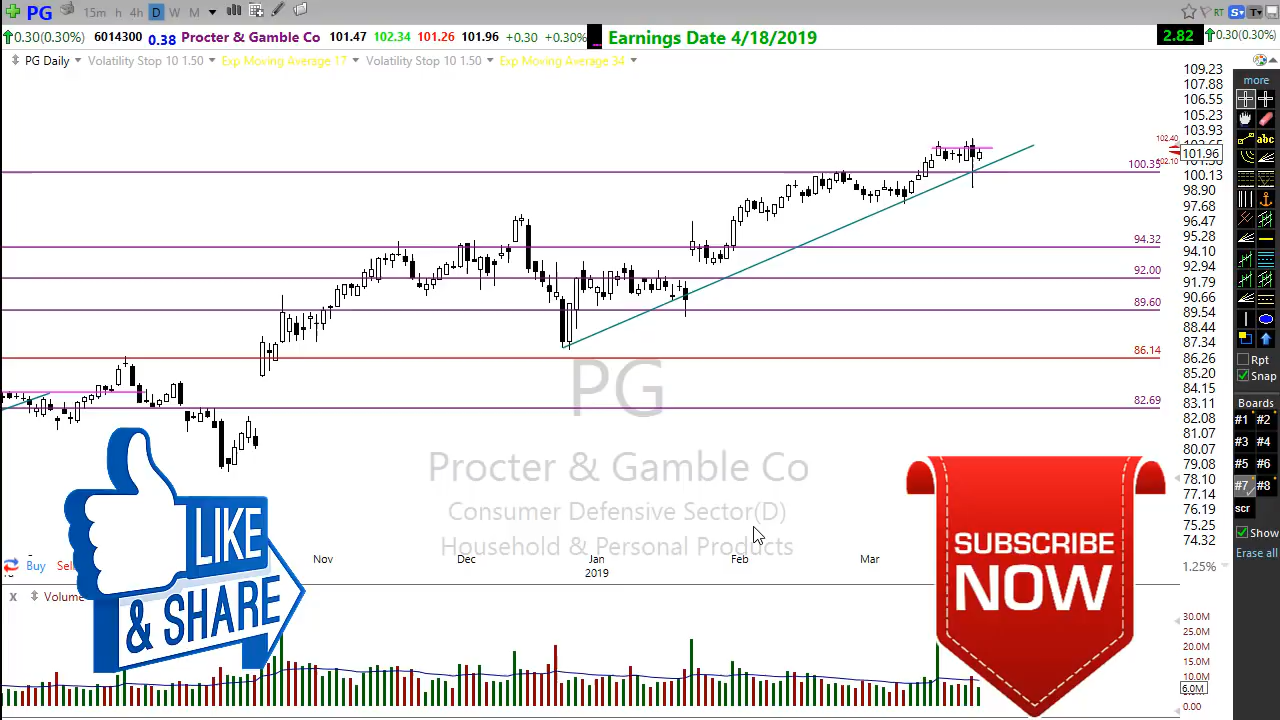 PG 15m h 4h D W M RT S T
0.30(0.30%) 6014300 0.38 Procter & Gamble Co 101.47 102.34 101.26 101.96 +0.30 +0.30% Earnings Date 4/18/2019 2.82 0.30(0.30%)
PG Daily Volatility Stop 10 1.50 Exp Moving Average 17 Volatility Stop 10 1.50 Exp Moving Average 34
109.23
107.88
106.55
105.23
103.93
102.40
101.96
102.10
100.35
100.13
98.90
97.68
96.47
95.28
94.32
94.10
92.94
92.00
91.79
90.66
89.60
89.54
88.44
87.34
86.14
86.26
85.20
84.15
83.11
82.69
82.08
81.07
80.07
79.08
78.10
77.14
76.19
75.25
74.32
1.25%
more
abc
Rpt
Snap
Boards
#1 #2
#3 #4
#5 #6
#7 #8
scr
Show
Erase all
PG
Procter & Gamble Co
Consumer Defensive Sector(D)
Household & Personal Products
Buy
Nov Dec Jan Feb Mar
2019
LIKE
& SHARE
SUBSCRIBE
NOW
X Volume
30.0M
25.0M
20.0M
15.0M
10.0M
6.0M
0.00